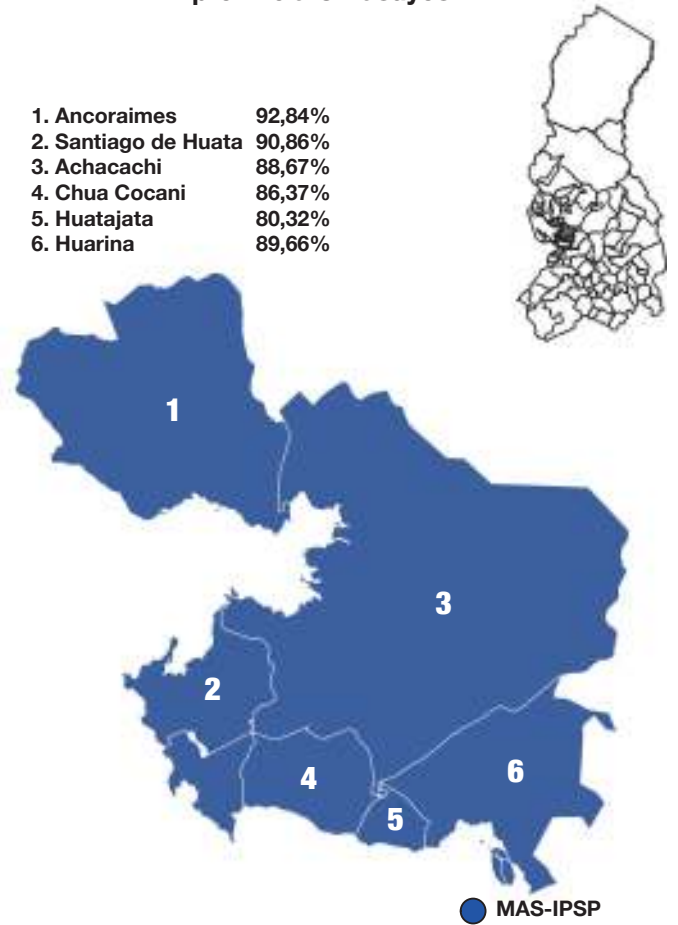 1. Ancoraimes 92,84%
2. Santiago de Huata 90,86%
3. Achacachi 88,67%
4. Chua Cocani 86,37%
5. Huatajata 80,32%
6. Huarina 89,66%
1
3
2
6
4
5
MAS-IPSP